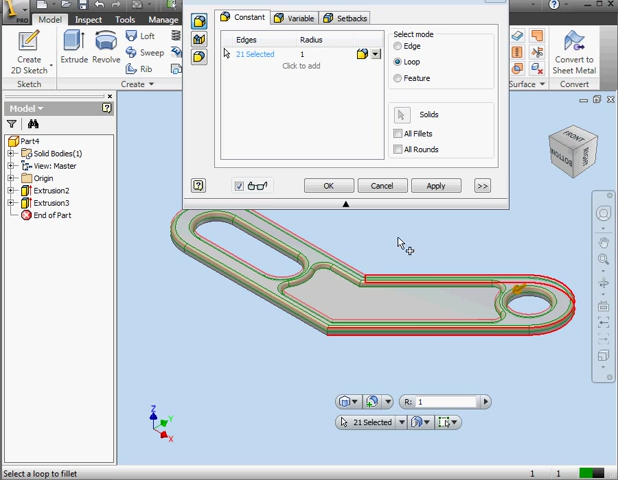 PRO
Model
Inspect
Tools
Manage
Create
2D Sketch
Extrude
Revolve
Loft
Sweep
Rib
Convert to
Sheet Metal
Sketch
Create
Surface
Convert
Constant
Variable
Setbacks
Edges
Radius
21 Selected
1
Click to add
Select mode
Edge
Loop
Feature
Solids
All Fillets
All Rounds
OK
Cancel
Apply
>>
Model
Part4
Solid Bodies(1)
View: Master
Origin
Extrusion2
Extrusion3
End of Part
FRONT
RIGHT
BOTTOM
R: 1
21 Selected
Z
Y
X
Select a loop to fillet
1
1